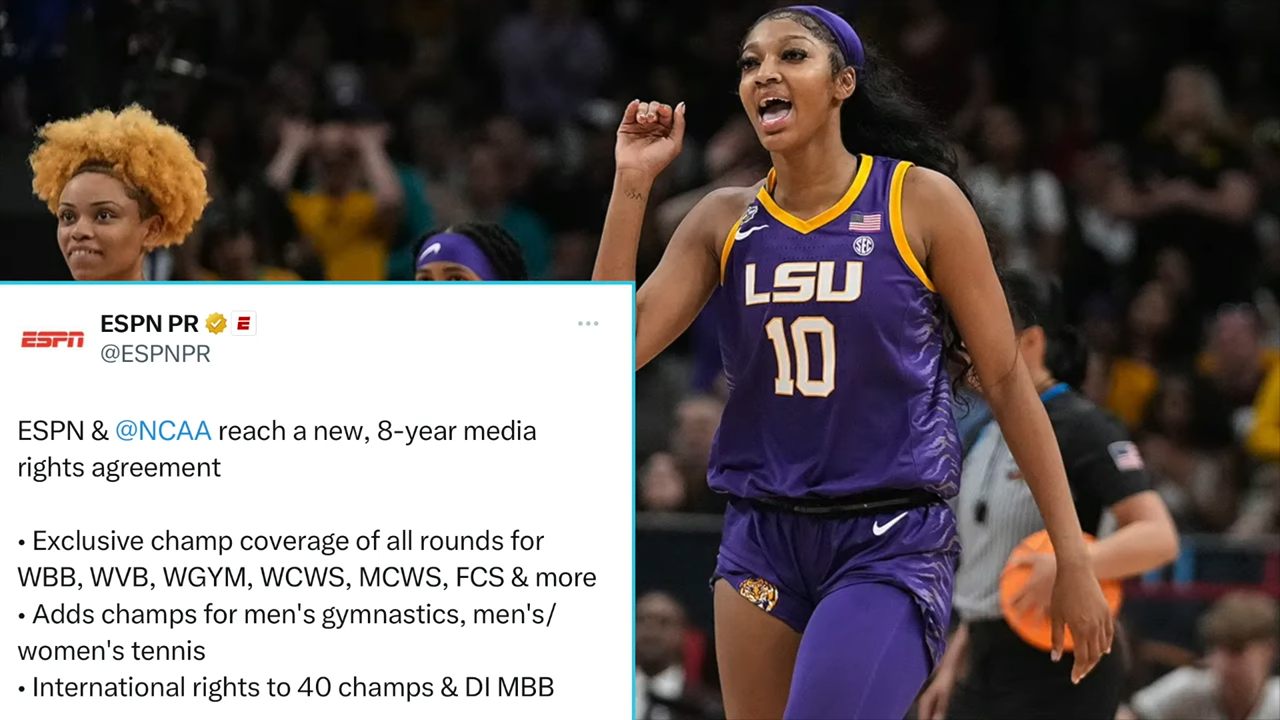 ESPN
ESPN PR
E
@ESPNPR
ESPN & @NCAA reach a new, 8-year media
rights agreement
• Exclusive champ coverage of all rounds for
WBB, WVB, WGYM, WCWS, MCWS, FCS & more
• Adds champs for men's gymnastics, men's/
women's tennis
• International rights to 40 champs & DI MBB
SEC
LSU
10